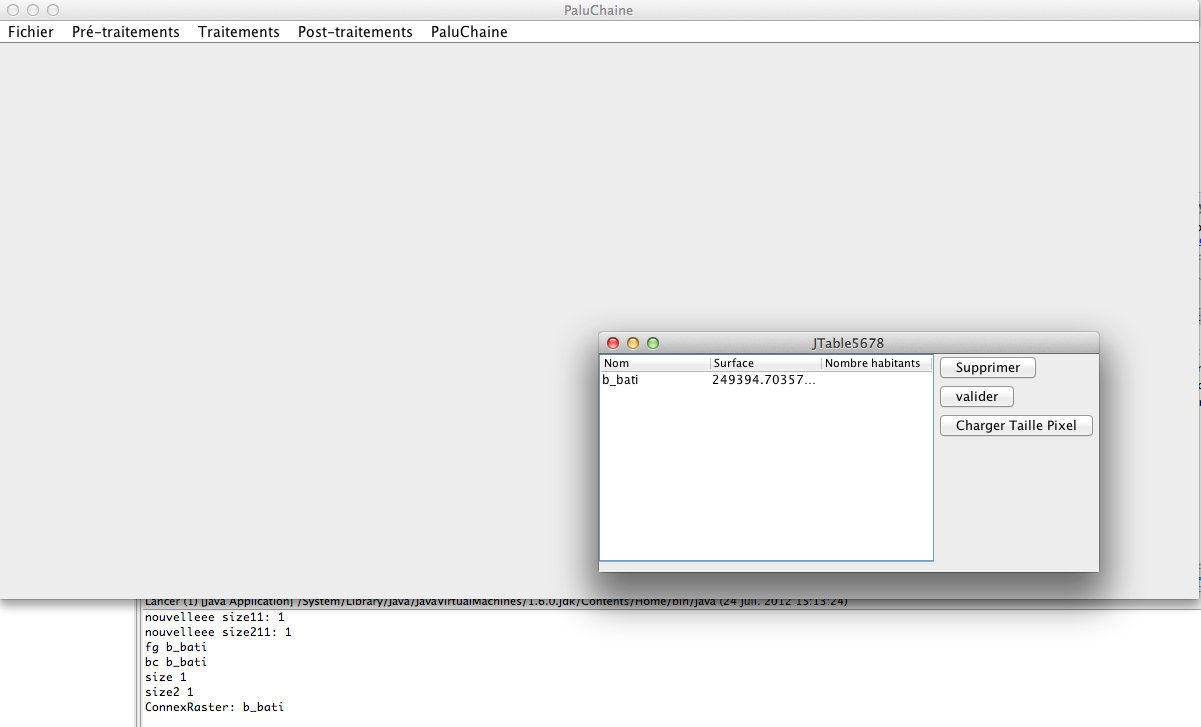 PaluChaine
Fichier Pré-traitements Traitements Post-traitements PaluChaine
JTable5678
Nom Surface Nombre habitants
b_bati 249394.70357...
Supprimer
valider
Charger Taille Pixel
Lancer (1) [Java Application] /System/Library/Java/JavaVirtualMachines/1.6.0.jdk/Contents/Home/bin/java (24 juil. 2012 15:13:24)
nouvelleee size11: 1
nouvelleee size211: 1
fg b_bati
bc b_bati
size 1
size2 1
ConnexRaster: b_bati